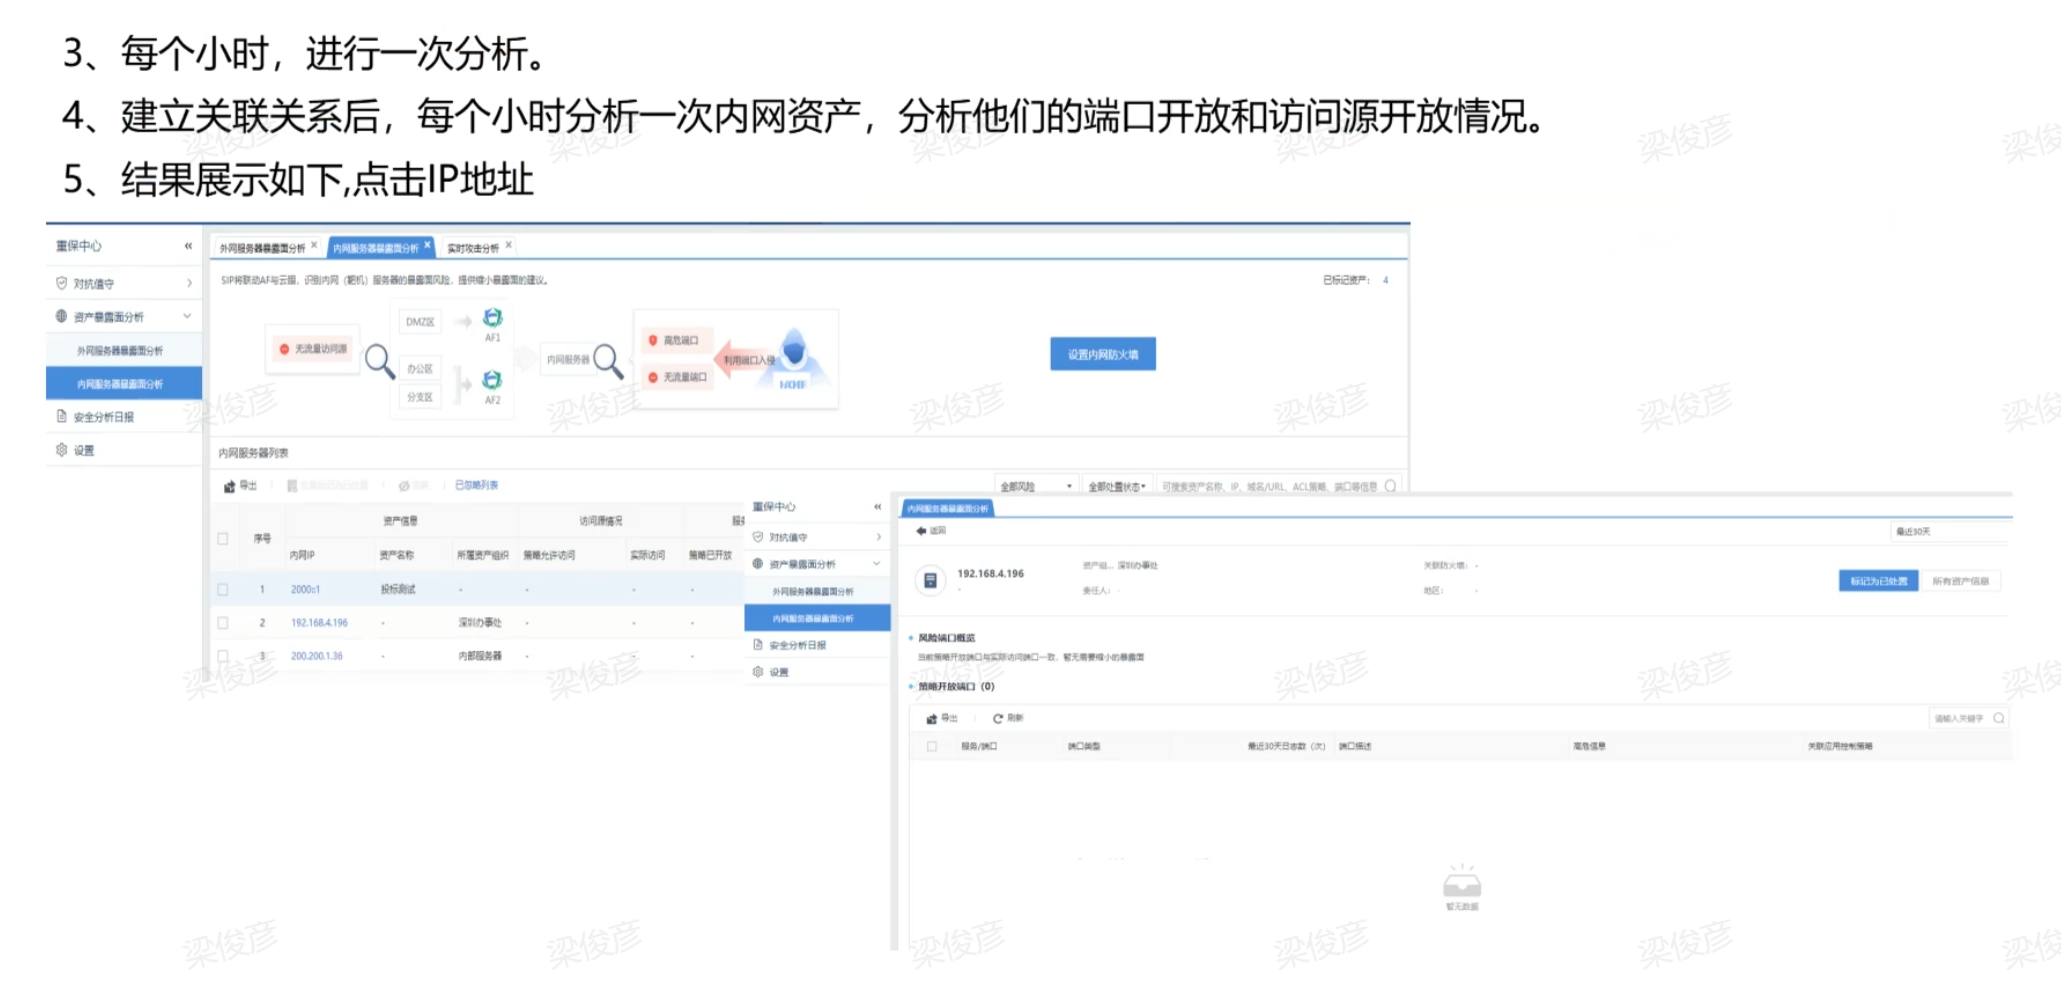 3、每个小时，进行一次分析。
4、建立关联关系后，每个小时分析一次内网资产，分析他们的端口开放和访问源开放情况。
5、结果展示如下,点击IP地址
重保中心
对抗值守
资产暴露面分析
外网服务器暴露面分析
内网服务器暴露面分析
安全分析日报
设置
外网服务器暴露面分析 内网服务器暴露面分析 实时攻击分析
SIP将联动AF与云眼，识别内网（靶机）服务器的暴露面风险，提供缩小暴露面的建议。
已标记资产： 4
无流量访问源
DMZ区
AF1
办公区
分支区
AF2
内网服务器
高危端口
无流量端口
利用端口入侵
设置内网防火墙
内网服务器列表
导出
已忽略列表
全部风险 全部处置状态 可搜索资产名称、IP、域名/URL、ACL策略、端口等信息
序号 资产信息 访问源情况
内网IP 资产名称 所属资产组织 策略允许访问 实际访问 策略已开放
1 2000::1 投标测试 - - - -
2 192.168.4.196 - 深圳办事处 - - -
3 200.200.1.36 - 内部服务器 - - -
重保中心
对抗值守
资产暴露面分析
外网服务器暴露面分析
内网服务器暴露面分析
安全分析日报
设置
内网服务器暴露面分析
返回
最近30天
192.168.4.196
-
资产组... 深圳办事处
责任人： -
关联防火墙： -
地区： -
标记为已处置 所有资产信息
风险端口概览
当前策略开放端口与实际访问端口一致，暂无需要缩小的暴露面
策略开放端口（0）
导出 刷新
请输入关键字
服务/端口 端口类型 最近30天日志数（次） 端口描述 高危信息 关联应用控制策略
暂无数据
梁俊彦